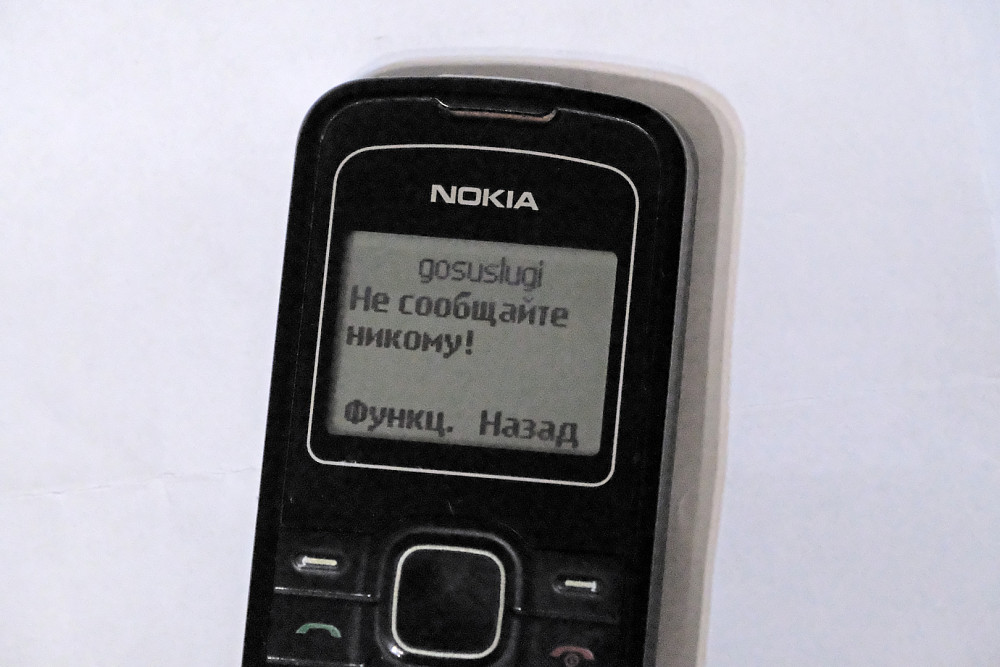 NOKIA
gosuslugi
Не сообщайте
никому!
Функц. Назад